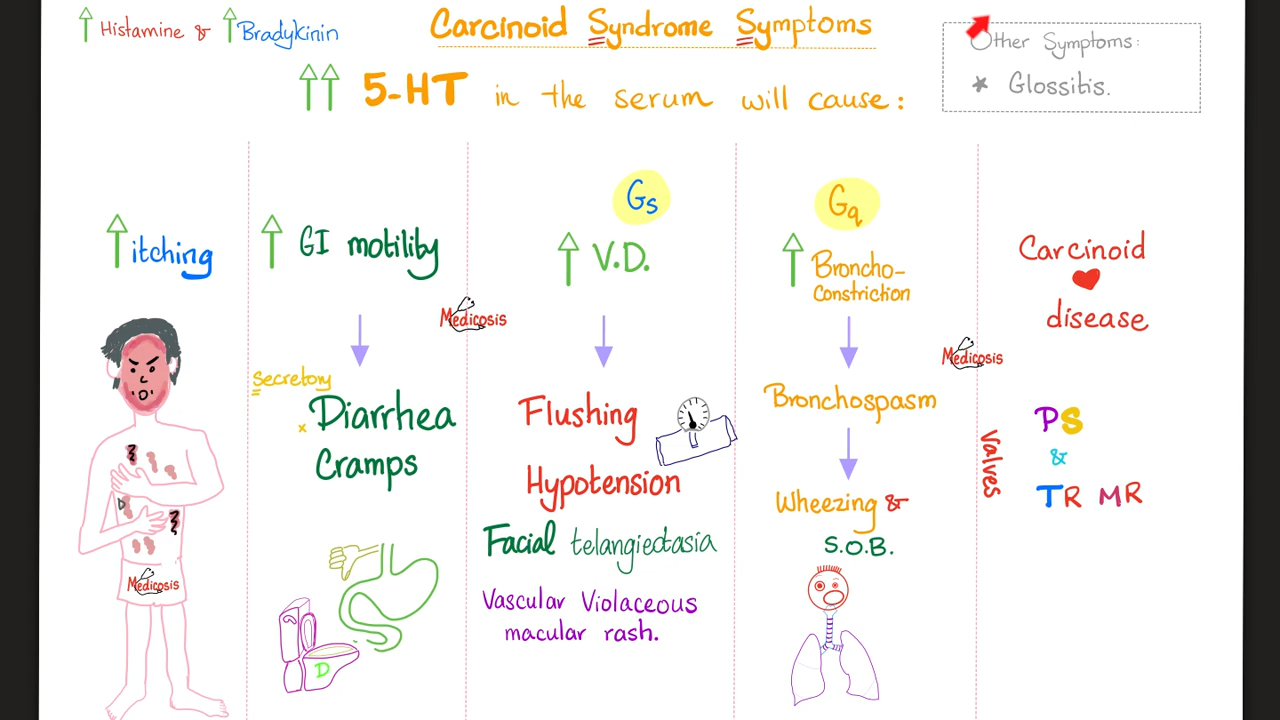 ↑ Histamine & ↑ Bradykinin
Carcinoid Syndrome Symptoms
Other Symptoms:
* Glossitis.
↑↑ 5-HT in the serum will cause:
↑ itching
Medicosis
↑ GI motility
Secretory
x Diarrhea
Cramps
D
Medicosis
Gs
↑ V.D.
Flushing
Hypotension
Facial telangiectasia
Vascular Violaceous
macular rash.
Gq
↑ Broncho-
Constriction
Bronchospasm
Wheezing &
S.O.B.
Medicosis
Carcinoid
♥
disease
Valves
PS
&
TR MR